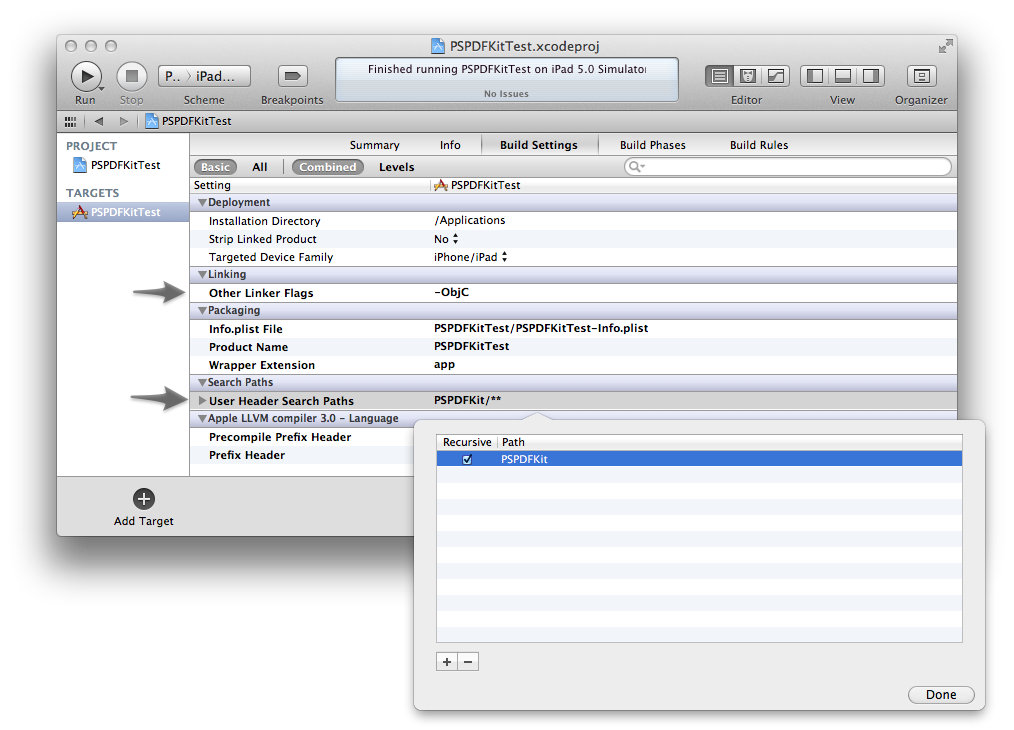 PSPDFKitTest.xcodeproj
P.. 〉 iPad...
Finished running PSPDFKitTest on iPad 5.0 Simulator
No Issues
Run Stop Scheme Breakpoints Editor View Organizer
PSPDFKitTest
PROJECT
PSPDFKitTest
TARGETS
PSPDFKitTest
Summary Info Build Settings Build Phases Build Rules
Basic All Combined Levels
Setting PSPDFKitTest
Deployment
Installation Directory /Applications
Strip Linked Product No
Targeted Device Family iPhone/iPad
Linking
Other Linker Flags -ObjC
Packaging
Info.plist File PSPDFKitTest/PSPDFKitTest-Info.plist
Product Name PSPDFKitTest
Wrapper Extension app
Search Paths
User Header Search Paths PSPDFKit/**
Apple LLVM compiler 3.0 - Language
Precompile Prefix Header
Prefix Header
Add Target
Recursive Path
PSPDFKit
+ −
Done